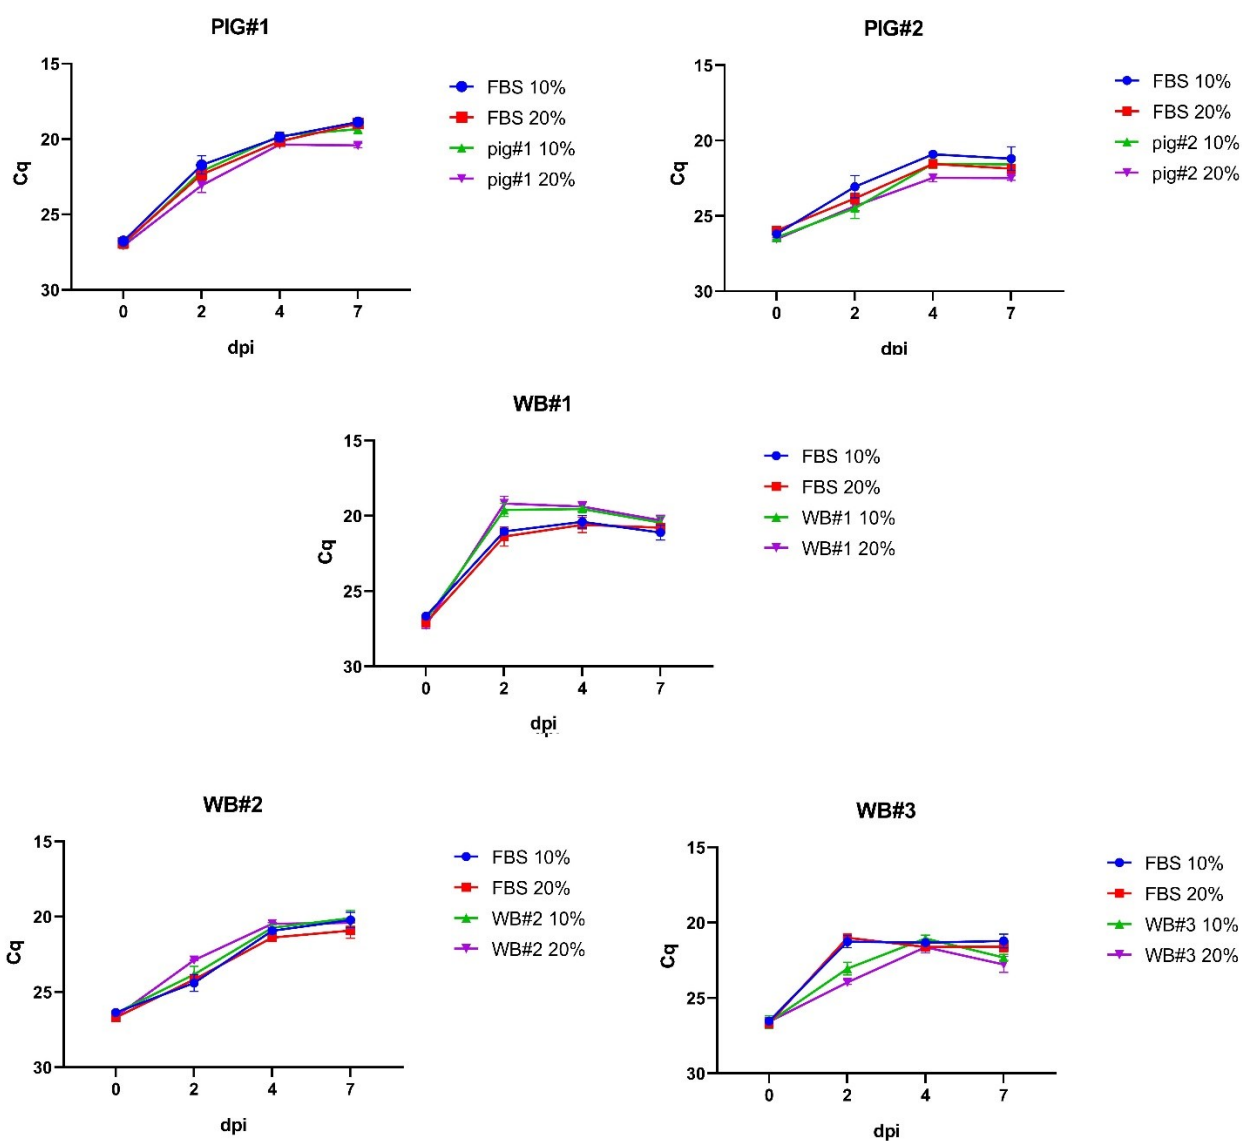 PIG#1
15
20
25
30
Cq
0 2 4 7
dpi
FBS 10%
FBS 20%
pig#1 10%
pig#1 20%
PIG#2
15
20
25
30
Cq
0 2 4 7
dpi
FBS 10%
FBS 20%
pig#2 10%
pig#2 20%
WB#1
15
20
25
30
Cq
0 2 4 7
dpi
FBS 10%
FBS 20%
WB#1 10%
WB#1 20%
WB#2
15
20
25
30
Cq
0 2 4 7
dpi
FBS 10%
FBS 20%
WB#2 10%
WB#2 20%
WB#3
15
20
25
30
Cq
0 2 4 7
dpi
FBS 10%
FBS 20%
WB#3 10%
WB#3 20%